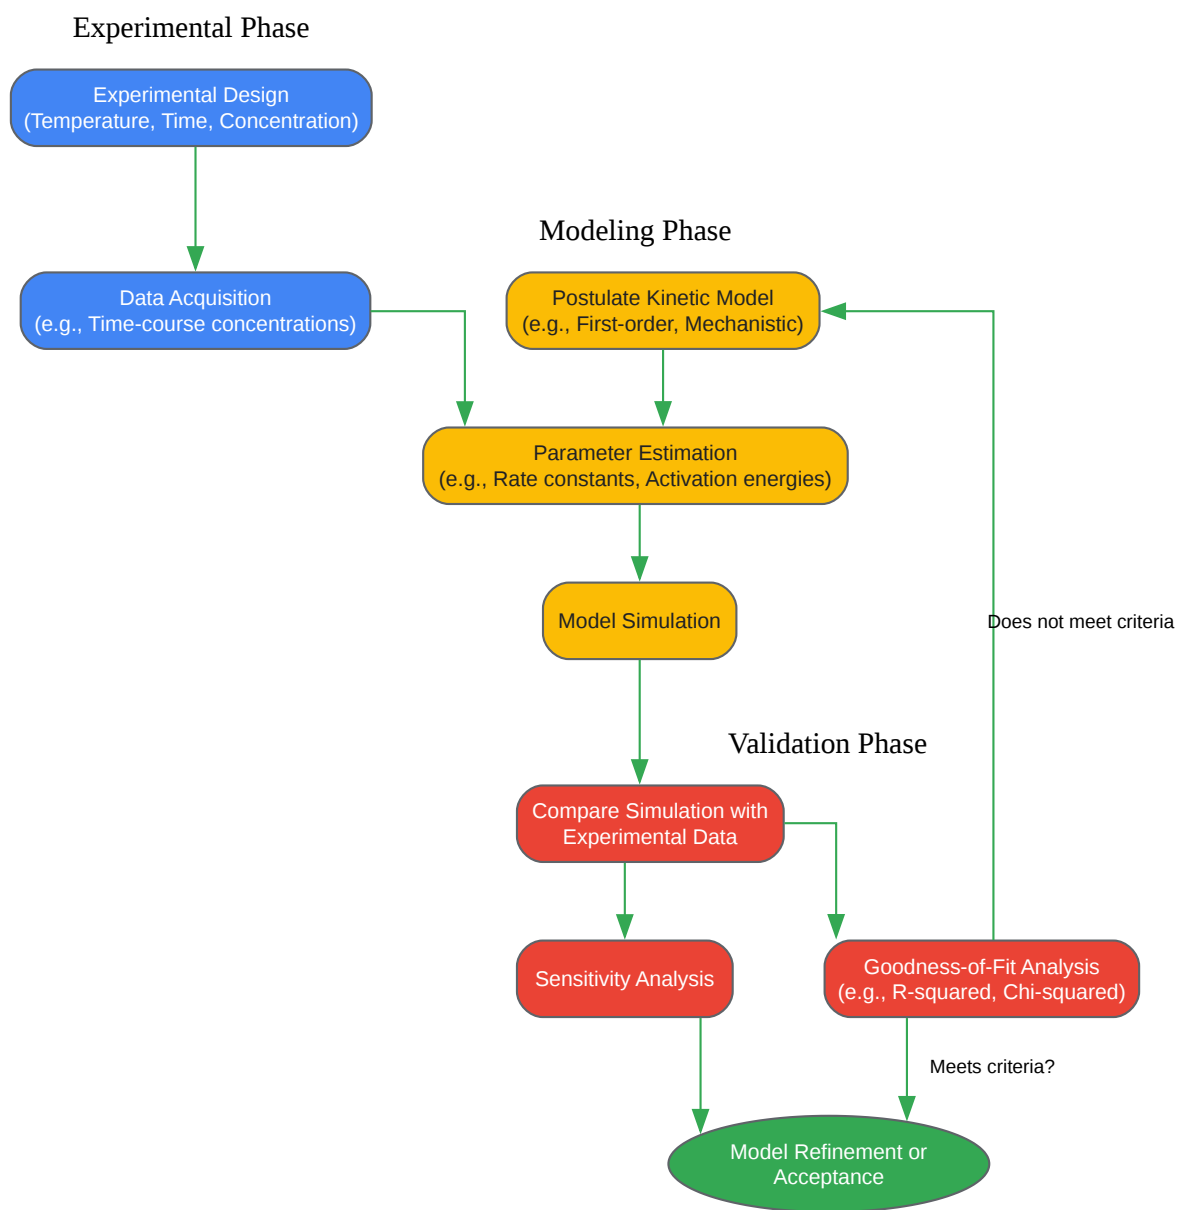 Experimental Phase
Experimental Design
(Temperature, Time, Concentration)
Modeling Phase
Data Acquisition
(e.g., Time-course concentrations)
Postulate Kinetic Model
(e.g., First-order, Mechanistic)
Parameter Estimation
(e.g., Rate constants, Activation energies)
Model Simulation
Does not meet criteria
Validation Phase
Compare Simulation with
Experimental Data
Sensitivity Analysis
Goodness-of-Fit Analysis
(e.g., R-squared, Chi-squared)
Meets criteria?
Model Refinement or
Acceptance